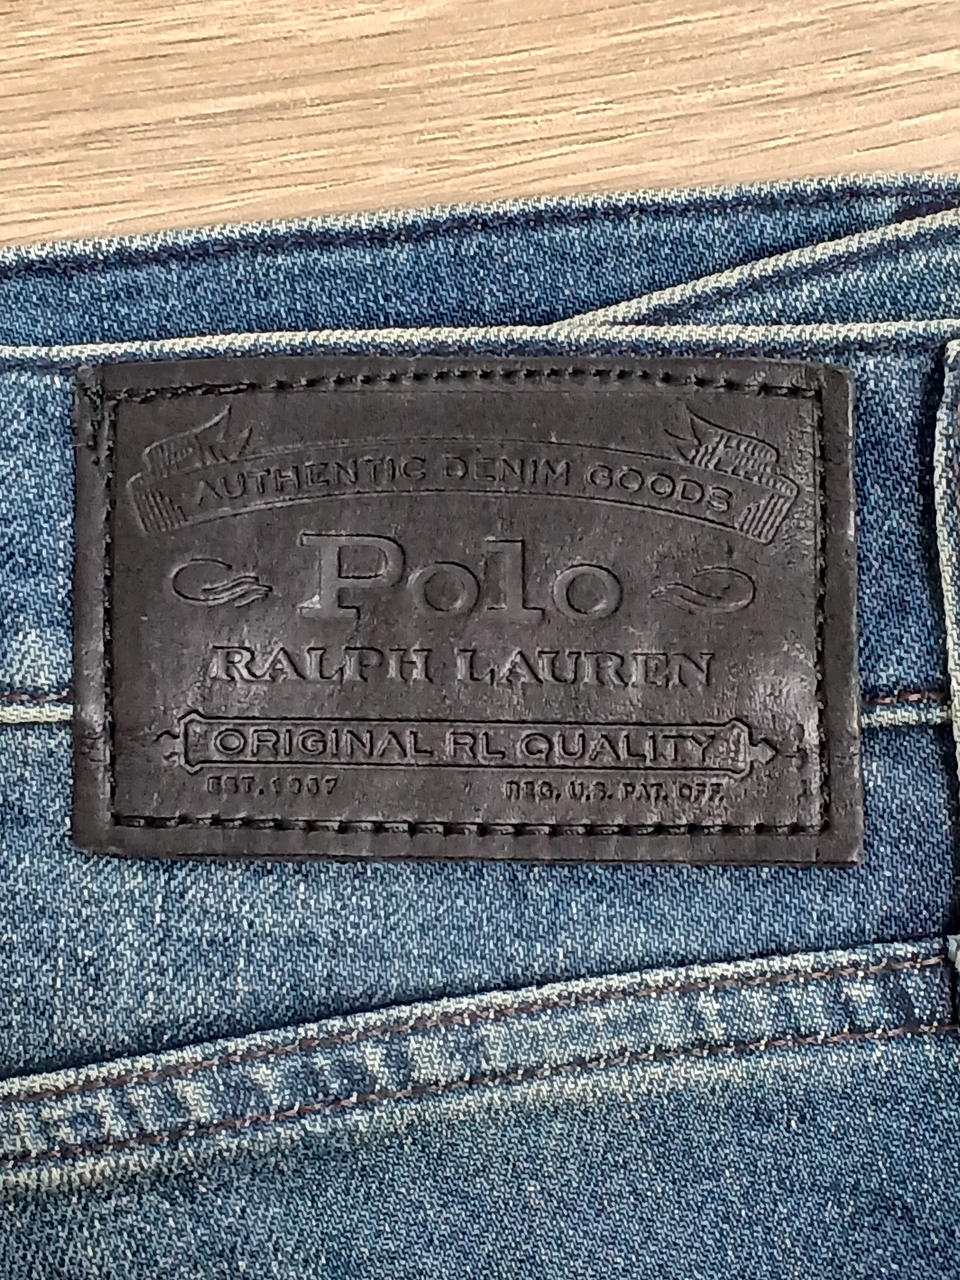 AUTHENTIC DENIM GOODS
Polo
RALPH LAUREN
ORIGINAL RL QUALITY
EST. 1967 REG. U.S. PAT. OFF.